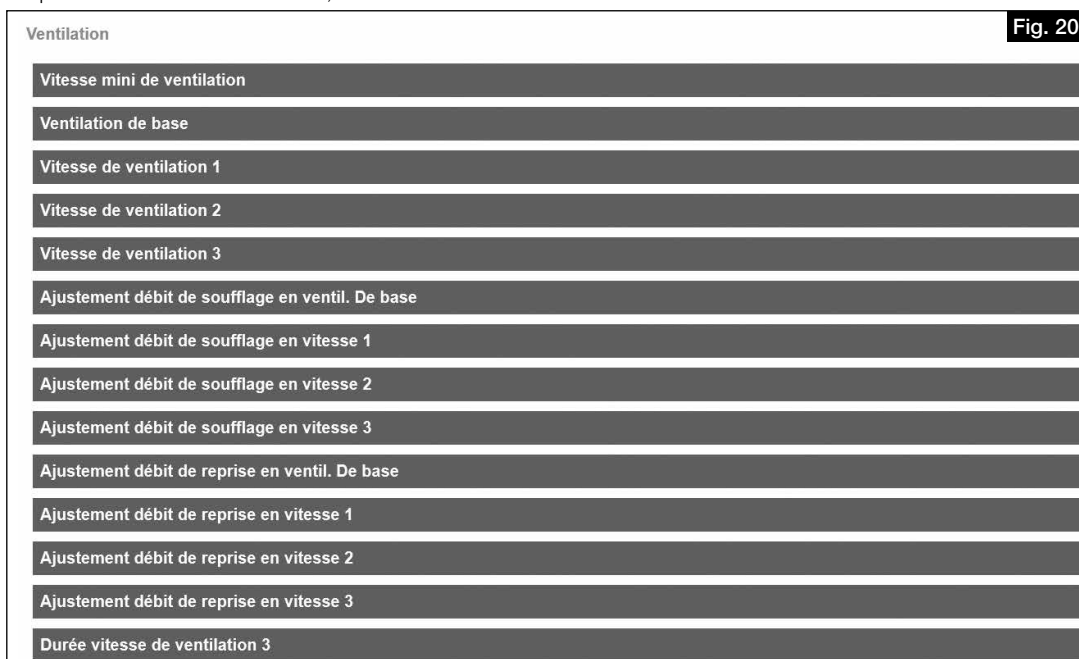 Fig. 20
Ventilation
Vitesse mini de ventilation
Ventilation de base
Vitesse de ventilation 1
Vitesse de ventilation 2
Vitesse de ventilation 3
Ajustement débit de soufflage en ventil. De base
Ajustement débit de soufflage en vitesse 1
Ajustement débit de soufflage en vitesse 2
Ajustement débit de soufflage en vitesse 3
Ajustement débit de reprise en ventil. De base
Ajustement débit de reprise en vitesse 1
Ajustement débit de reprise en vitesse 2
Ajustement débit de reprise en vitesse 3
Durée vitesse de ventilation 3